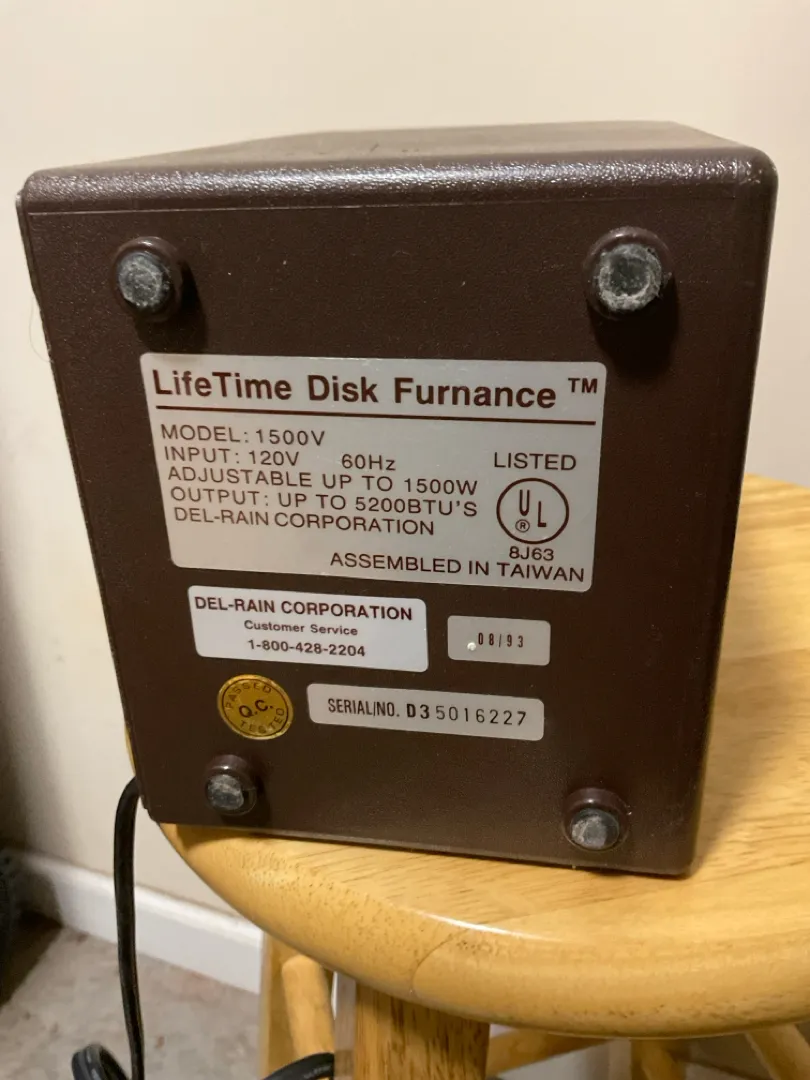 LifeTime Disk Furnance ™
MODEL: 1500V
INPUT: 120V 60Hz
ADJUSTABLE UP TO 1500W
OUTPUT: UP TO 5200BTU'S
DEL-RAIN CORPORATION
LISTED
UL
®
8J63
ASSEMBLED IN TAIWAN
DEL-RAIN CORPORATION
Customer Service
1-800-428-2204
08/93
PASSED
Q.C.
TESTED
SERIAL/NO. D35016227